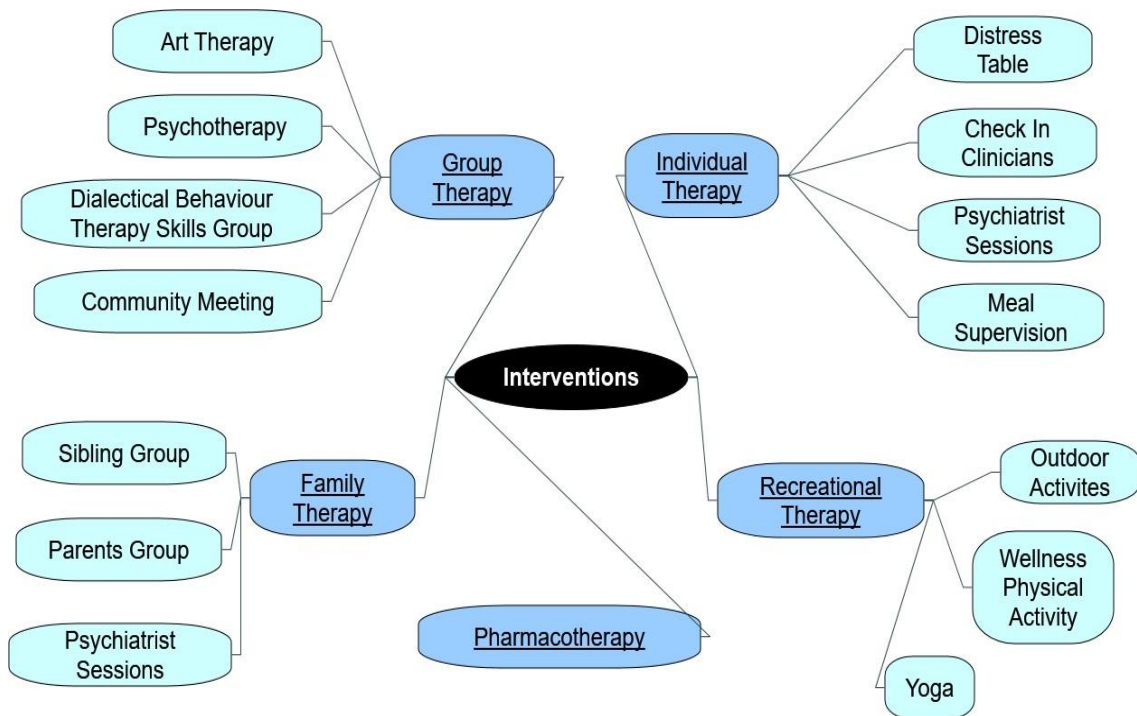 Art Therapy
Psychotherapy
Dialectical Behaviour
Therapy Skills Group
Community Meeting
Group
Therapy
Individual
Therapy
Distress
Table
Check In
Clinicians
Psychiatrist
Sessions
Meal
Supervision
Interventions
Sibling Group
Parents Group
Psychiatrist
Sessions
Family
Therapy
Pharmacotherapy
Recreational
Therapy
Outdoor
Activites
Wellness
Physical
Activity
Yoga